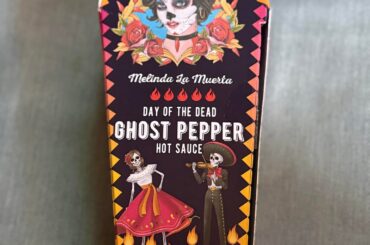 Melinda La Muerta
DAY OF THE DEAD
GHOST PEPPER
HOT SAUCE